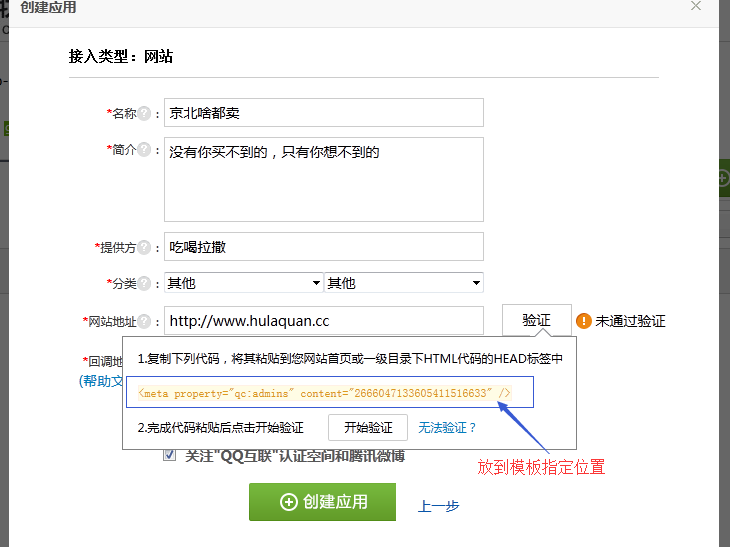 创建应用
接入类型：网站
*名称?：京北啥都卖
*简介?：没有你买不到的，只有你想不到的
*提供方?：吃喝拉撒
*分类?：其他 其他
*网站地址?：http://www.hulaquan.cc 验证 !未通过验证
*回调地
(帮助文
1.复制下列代码，将其粘贴到您网站首页或一级目录下HTML代码的HEAD标签中
<meta property="qc:admins" content="2666047133605411516633" />
2.完成代码粘贴后点击开始验证 开始验证 无法验证？
放到模板指定位置
关注"QQ互联"认证空间和腾讯微博
创建应用 上一步